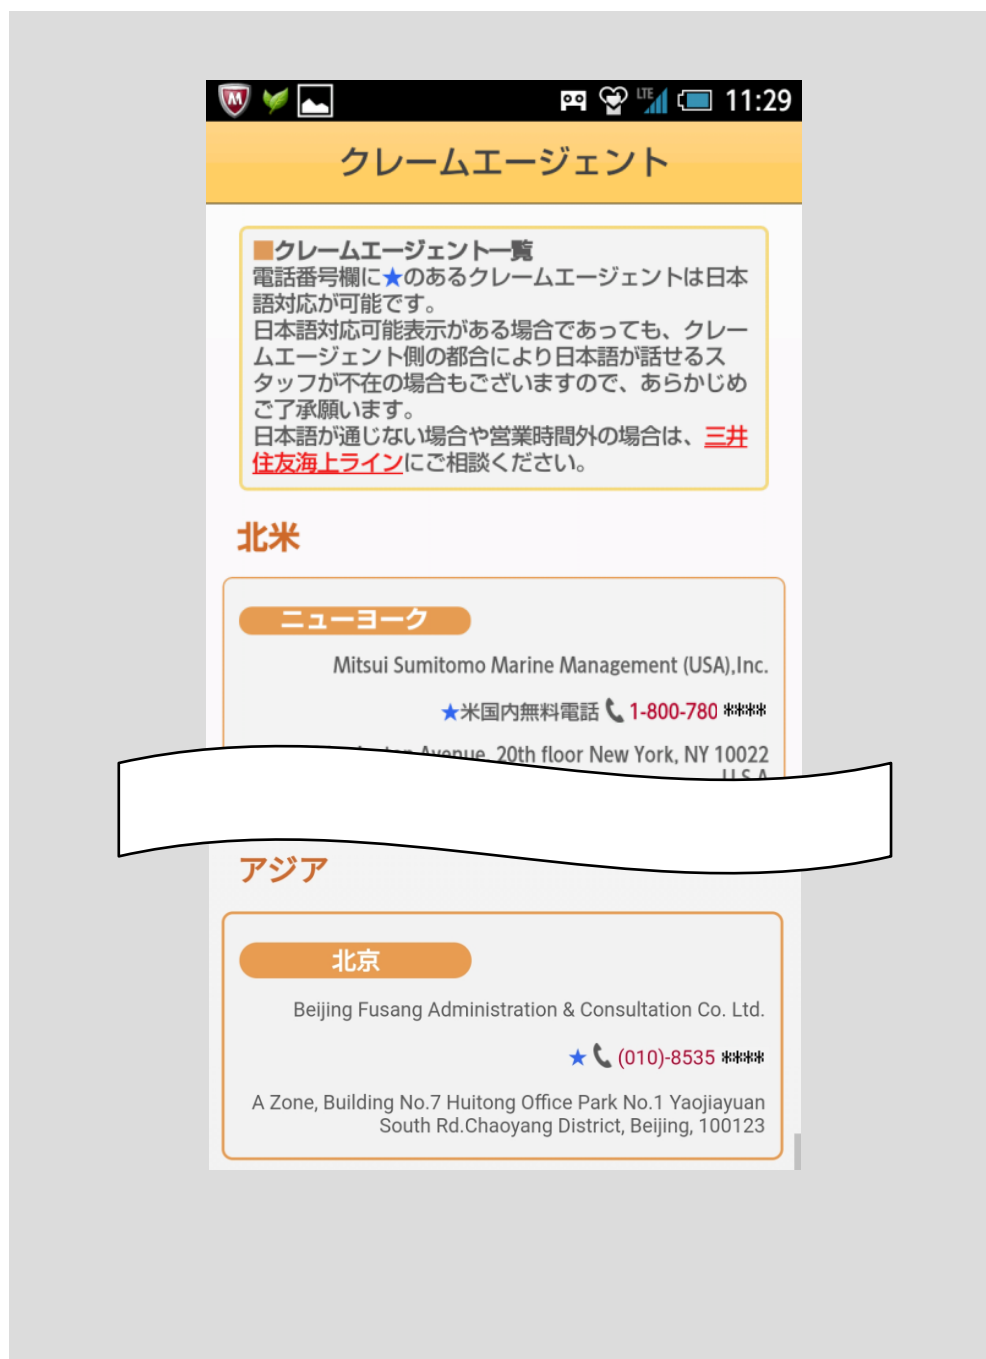 LTE 11:29
クレームエージェント
■クレームエージェント一覧
電話番号欄に★のあるクレームエージェントは日本
語対応が可能です。
日本語対応可能表示がある場合であっても、クレー
ムエージェント側の都合により日本語が話せるス
タッフが不在の場合もございますので、あらかじめ
ご了承願います。
日本語が通じない場合や営業時間外の場合は、三井
住友海上ラインにご相談ください。
北米
ニューヨーク
Mitsui Sumitomo Marine Management (USA),Inc.
★米国内無料電話 1-800-780 ****
Avenue, 20th floor New York, NY 10022
U.S.A
アジア
北京
Beijing Fusang Administration & Consultation Co. Ltd.
★ (010)-8535 ****
A Zone, Building No.7 Huitong Office Park No.1 Yaojiayuan
South Rd.Chaoyang District, Beijing, 100123